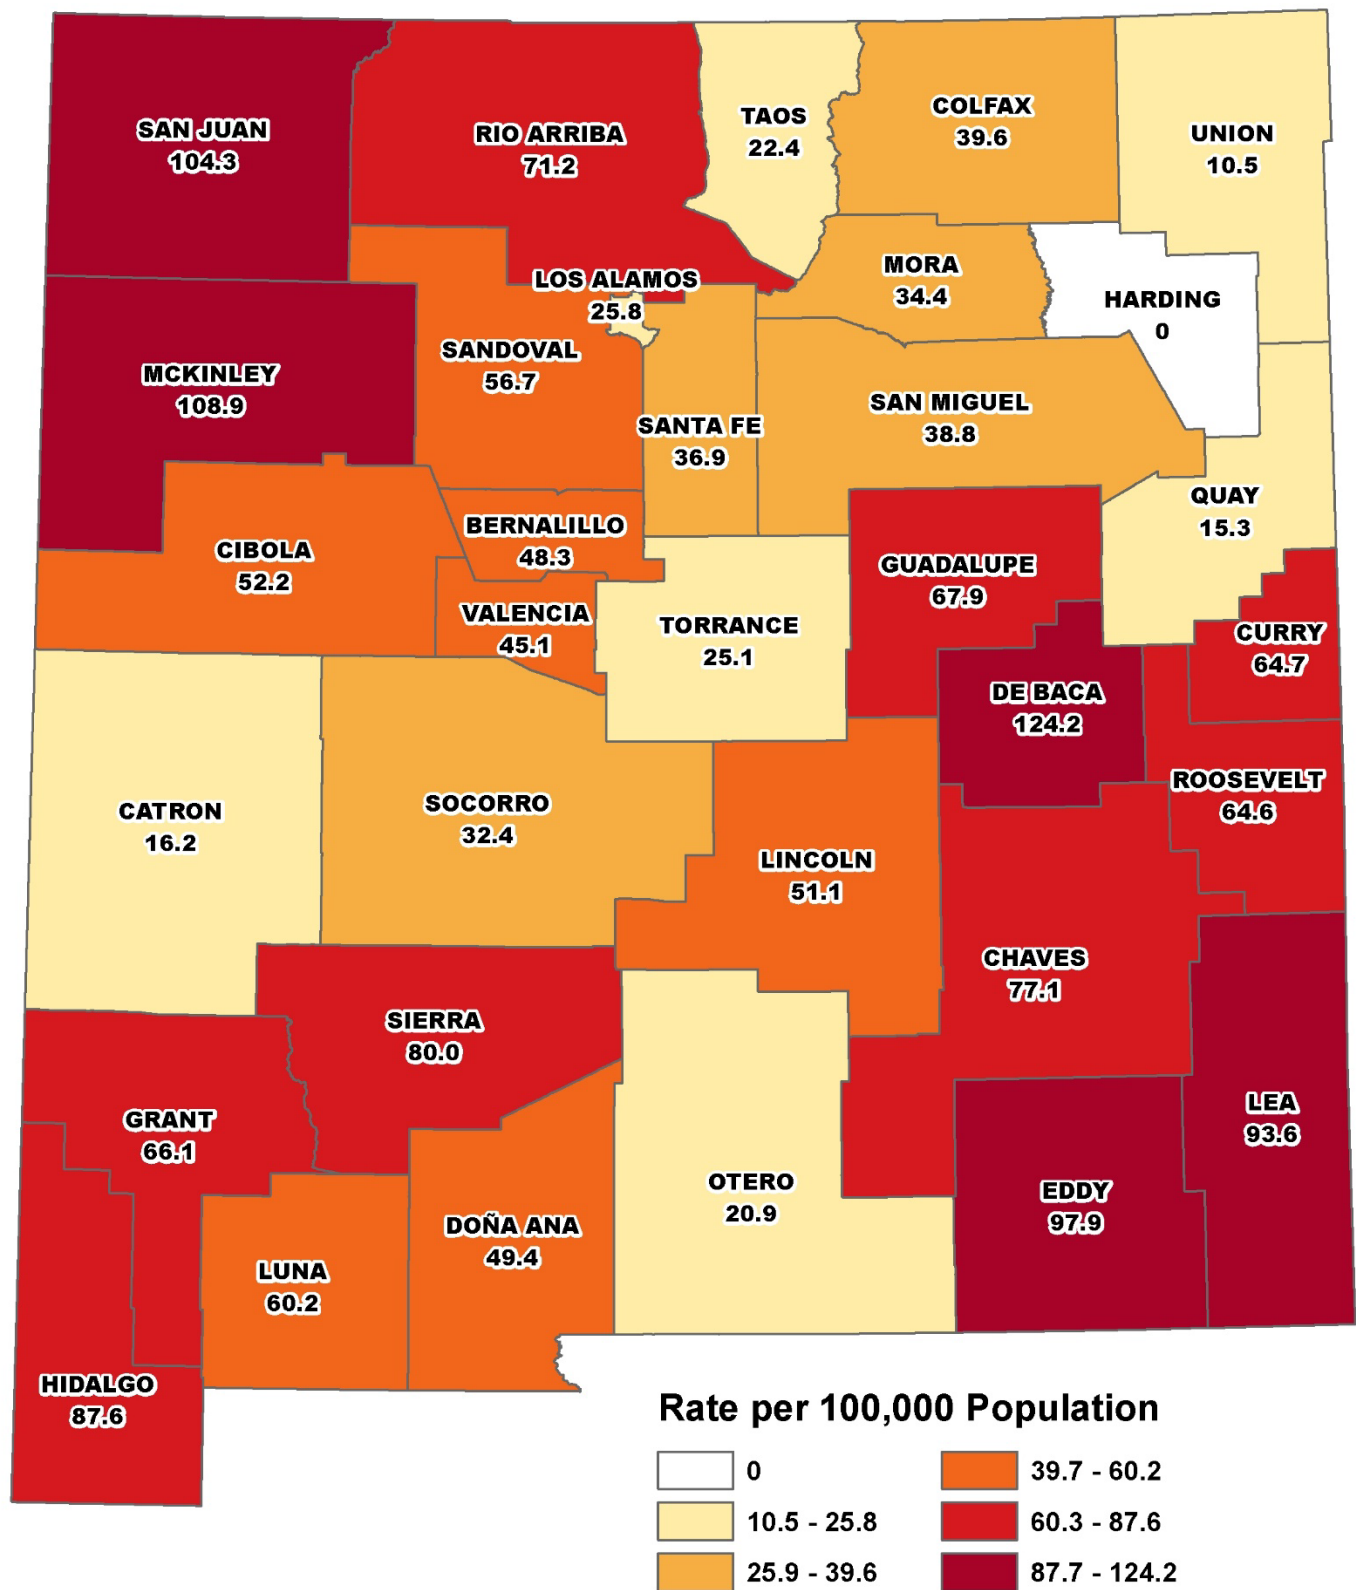 SAN JUAN
104.3
RIO ARRIBA
71.2
TAOS
22.4
COLFAX
39.6
UNION
10.5
LOS ALAMOS
25.8
MORA
34.4
HARDING
0
MCKINLEY
108.9
SANDOVAL
56.7
SANTA FE
36.9
SAN MIGUEL
38.8
QUAY
15.3
CIBOLA
52.2
BERNALILLO
48.3
VALENCIA
45.1
TORRANCE
25.1
GUADALUPE
67.9
CURRY
64.7
DE BACA
124.2
ROOSEVELT
64.6
CATRON
16.2
SOCORRO
32.4
LINCOLN
51.1
CHAVES
77.1
SIERRA
80.0
GRANT
66.1
LEA
93.6
OTERO
20.9
EDDY
97.9
DOÑA ANA
49.4
LUNA
60.2
HIDALGO
87.6
Rate per 100,000 Population
0
10.5 - 25.8
25.9 - 39.6
39.7 - 60.2
60.3 - 87.6
87.7 - 124.2